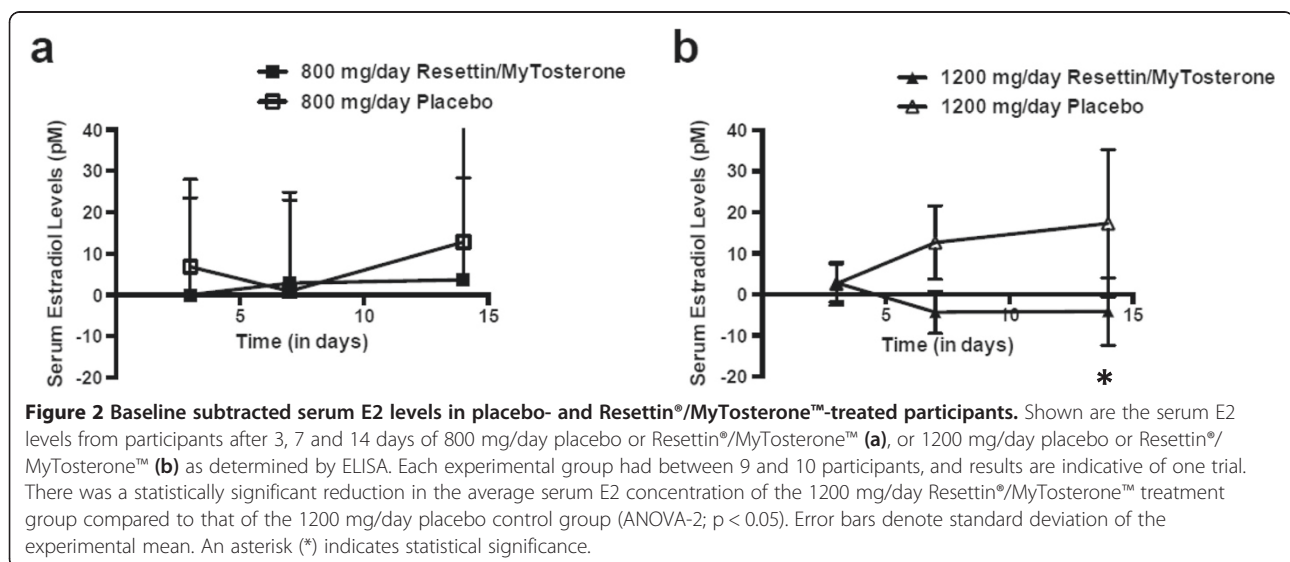 a
800 mg/day Resettin/MyTosterone
800 mg/day Placebo
Serum Estradiol Levels (pM)
40
30
20
10
0
-10
-20
5
10
15
Time (in days)
b
1200 mg/day Resettin/MyTosterone
1200 mg/day Placebo
Serum Estradiol Levels (pM)
40
30
20
10
0
-10
-20
5
10
15
Time (in days)
*
Figure 2 Baseline subtracted serum E2 levels in placebo- and Resettin®/MyTosterone™-treated participants. Shown are the serum E2
levels from participants after 3, 7 and 14 days of 800 mg/day placebo or Resettin®/MyTosterone™ (a), or 1200 mg/day placebo or Resettin®/
MyTosterone™ (b) as determined by ELISA. Each experimental group had between 9 and 10 participants, and results are indicative of one trial.
There was a statistically significant reduction in the average serum E2 concentration of the 1200 mg/day Resettin®/MyTosterone™ treatment
group compared to that of the 1200 mg/day placebo control group (ANOVA-2; p < 0.05). Error bars denote standard deviation of the
experimental mean. An asterisk (*) indicates statistical significance.